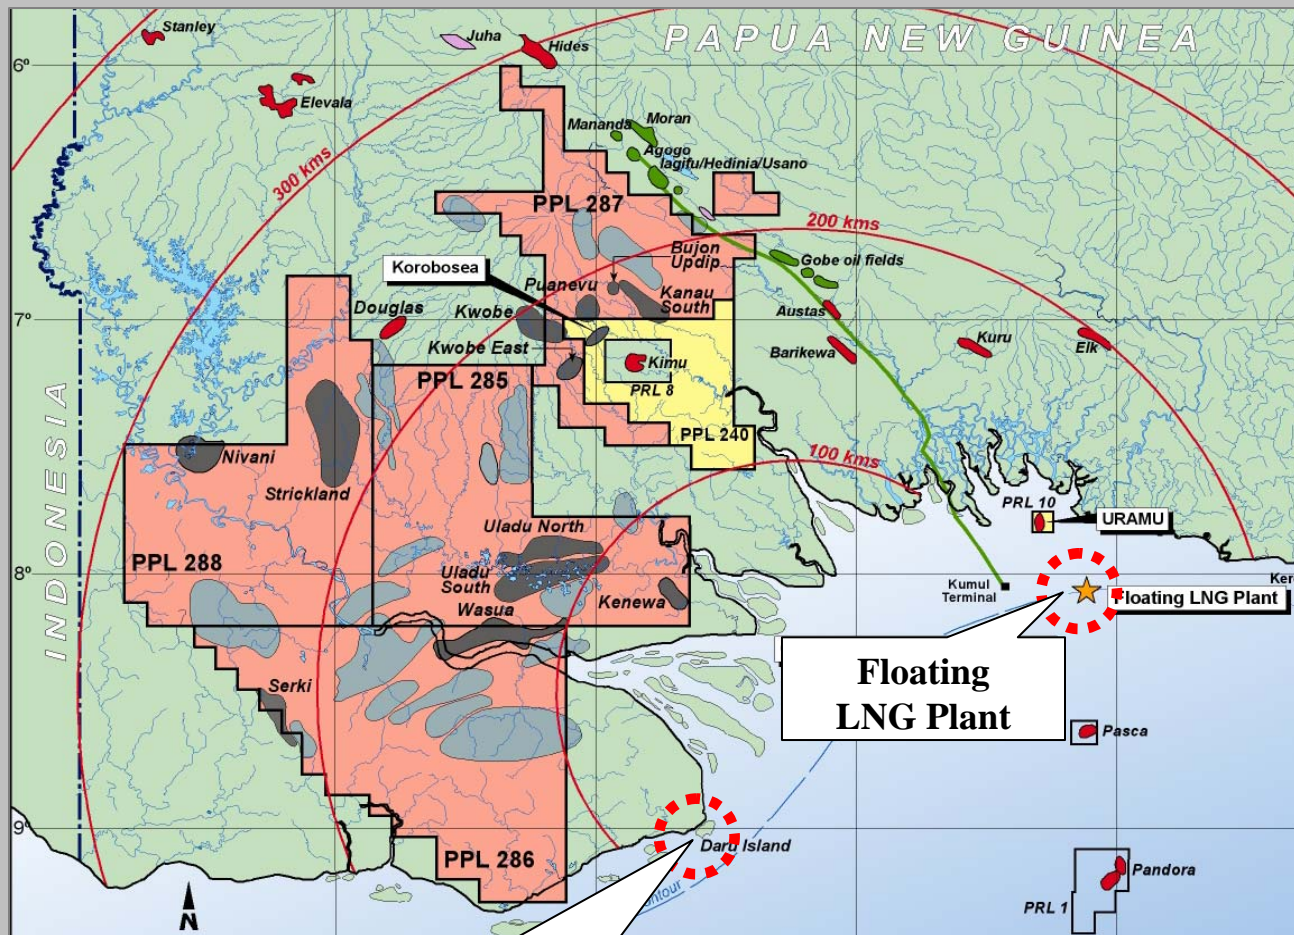 Stanley
Juha
Hides
PAPUA NEW GUINEA
6°
Elevala
Moran
Mananda
Agogo
Iagifu/Hedinia/Usano
300 kms
PPL 287
200 kms
Bujon
Updip
Gobe oil fields
Korobosea
Puanevu
Kanau
South
Douglas
Kwobe
Austas
7°
Kwobe East
Kimu
Barikewa
Kuru
Elk
PPL 285
PRL 8
INDONESIA
PPL 240
Nivani
100 kms
Strickland
PRL 10
URAMU
Uladu North
PPL 288
8°
Uladu
South
Wasua
Kenewa
Kumul
Terminal
Floating LNG Plant
Floating
LNG Plant
Serki
Pasca
9°
Daru Island
PPL 286
Pandora
PRL 1
N